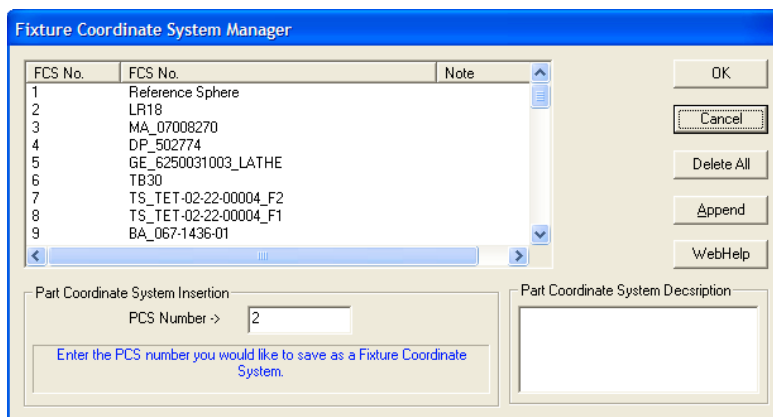 Fixture Coordinate System Manager
FCS No. FCS No. Note
1 Reference Sphere
2 LR18
3 MA_07008270
4 DP_502774
5 GE_6250031003_LATHE
6 TB30
7 TS_TET-02-22-00004_F2
8 TS_TET-02-22-00004_F1
9 BA_067-1436-01
OK
Cancel
Delete All
Append
WebHelp
Part Coordinate System Insertion
PCS Number -> 2
Enter the PCS number you would like to save as a Fixture Coordinate
System.
Part Coordinate System Decsription